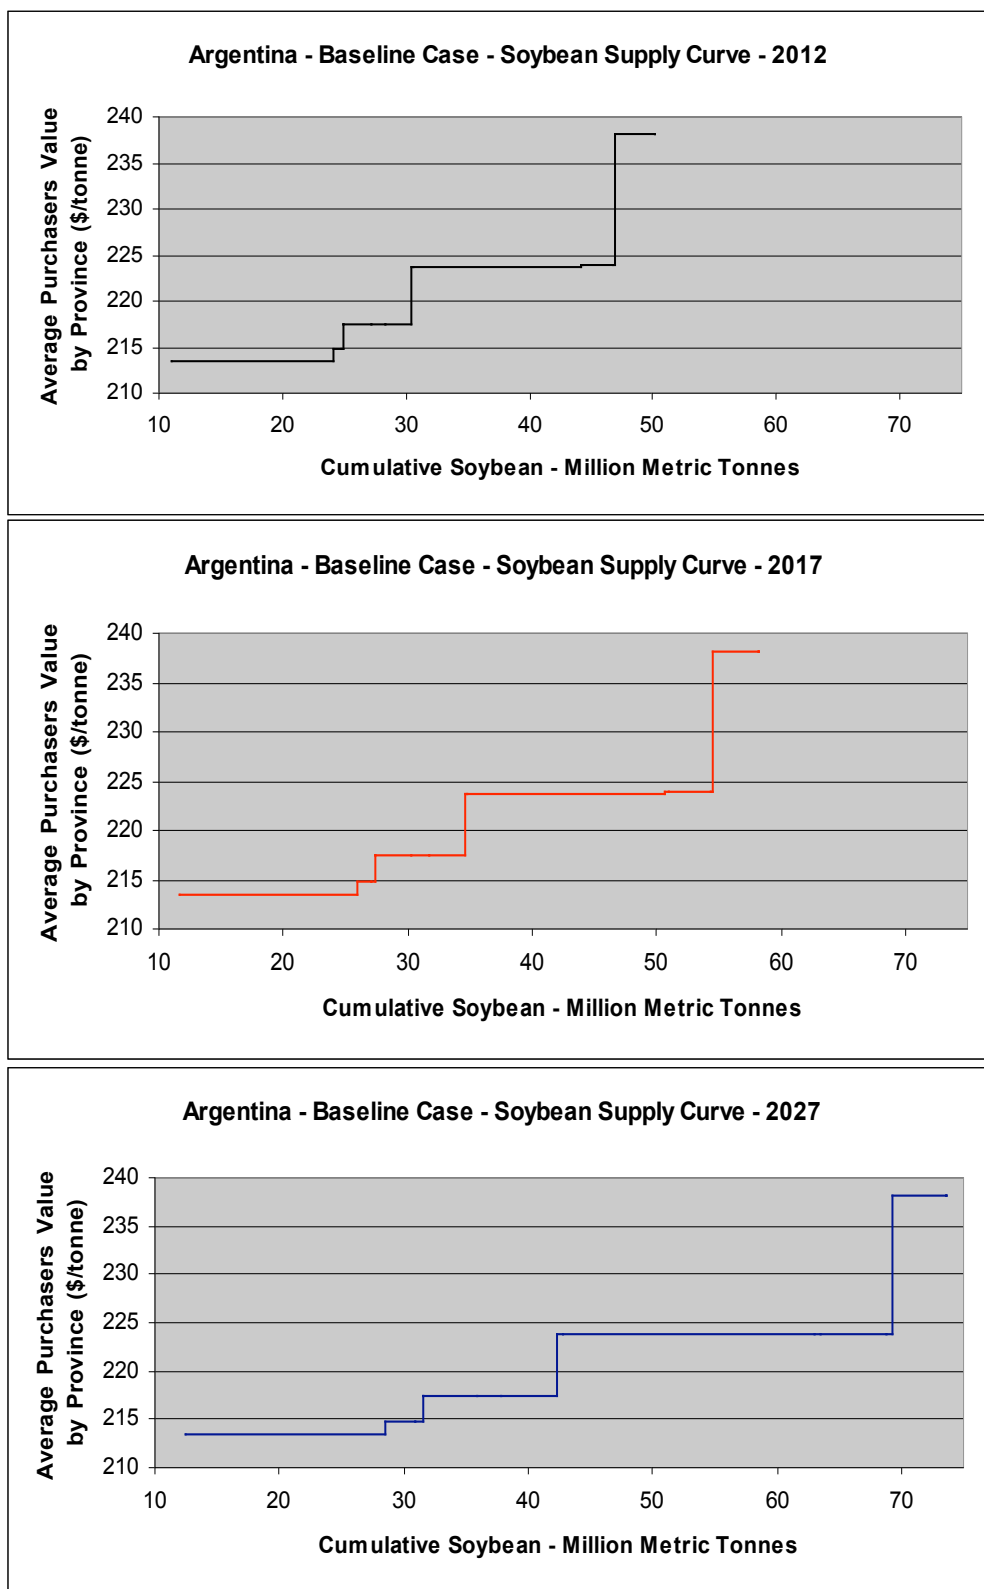 Argentina - Baseline Case - Soybean Supply Curve - 2012
Average Purchasers Value
by Province ($/tonne)
240
235
230
225
220
215
210
10 20 30 40 50 60 70
Cumulative Soybean - Million Metric Tonnes
Argentina - Baseline Case - Soybean Supply Curve - 2017
Average Purchasers Value
by Province ($/tonne)
240
235
230
225
220
215
210
10 20 30 40 50 60 70
Cumulative Soybean - Million Metric Tonnes
Argentina - Baseline Case - Soybean Supply Curve - 2027
Average Purchasers Value
by Province ($/tonne)
240
235
230
225
220
215
210
10 20 30 40 50 60 70
Cumulative Soybean - Million Metric Tonnes